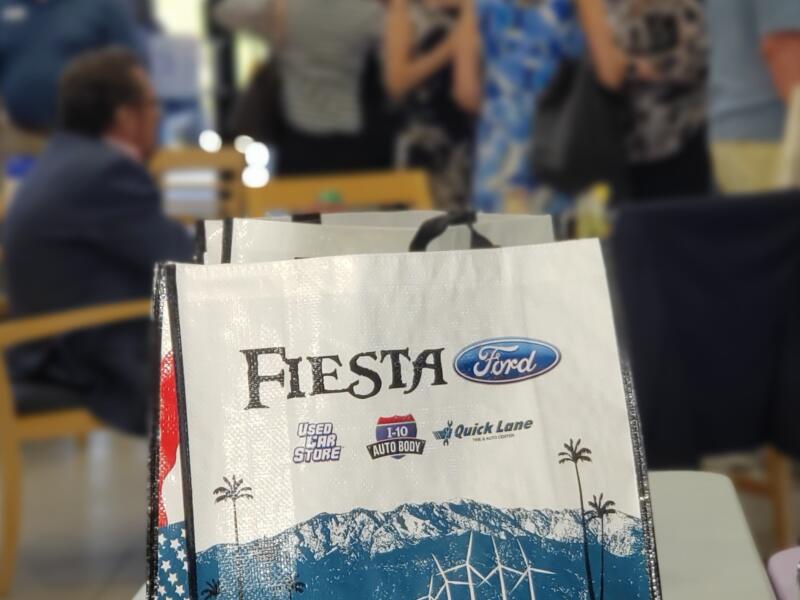 FIESTA Ford
USED CAR STORE
I-10 AUTO BODY
Quick Lane
TIRE & AUTO CENTER